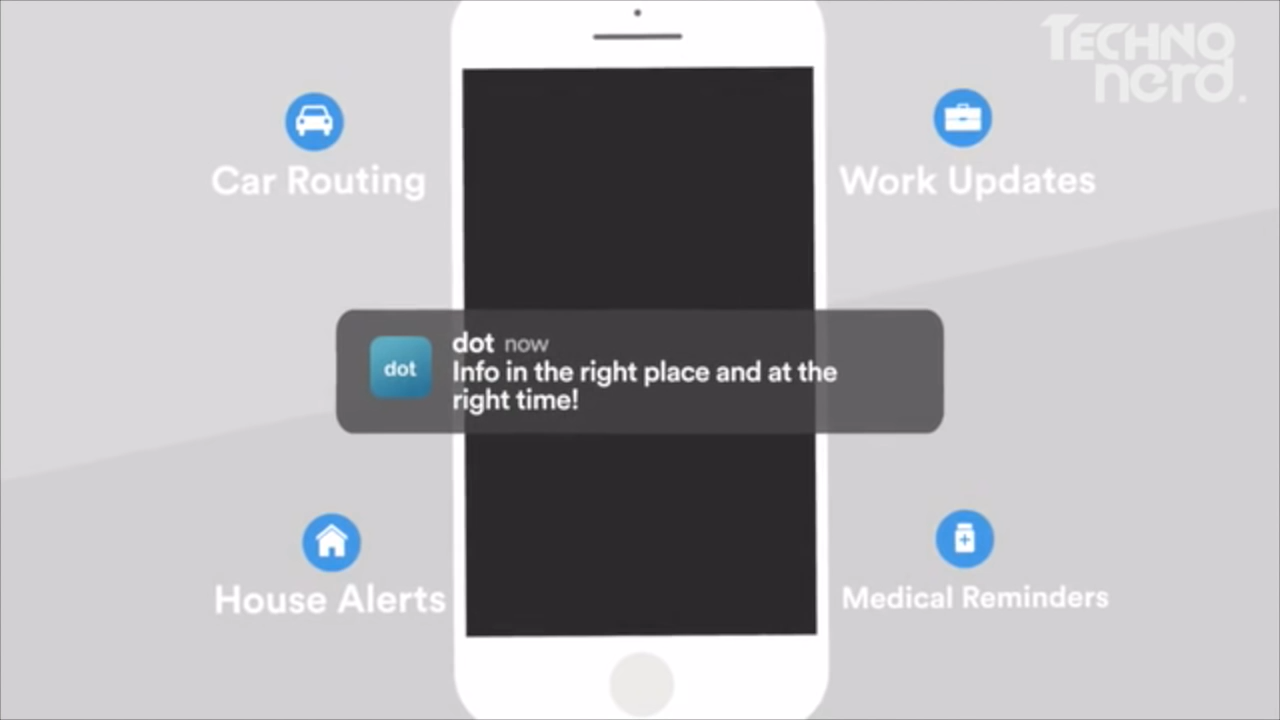 TECHNO
nerd.
Car Routing
Work Updates
dot
dot now
Info in the right place and at the
right time!
House Alerts
Medical Reminders